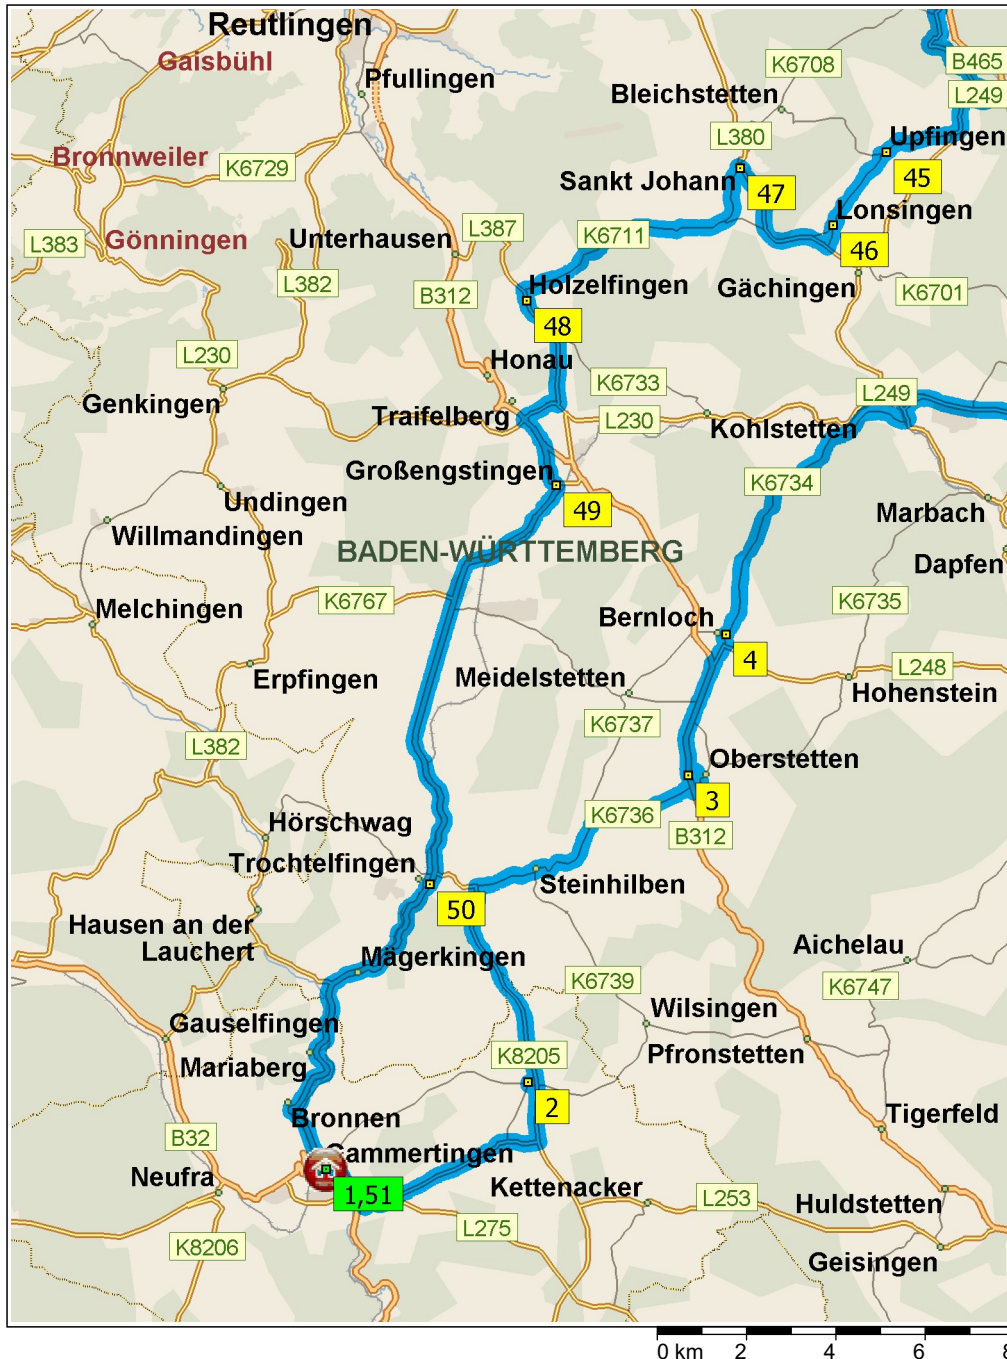 Reutlingen
Gaisbühl
B465
K6708
Pfullingen
Bleichstetten
L249
L380
Upfingen
Bronnweiler
K6729
Sankt Johann
45
47
Lonsingen
L387
Gönningen
Unterhausen
K6711
L383
46
L382
Holzelfingen
Gächingen
K6701
B312
48
L230
Honau
K6733
L249
Genkingen
Traifelberg
L230
Kohlstetten
Großengstingen
K6734
Undingen
49
Marbach
Willmandingen
BADEN-WÜRTTEMBERG
Dapfen
K6767
K6735
Melchingen
Bernloch
4
L248
Erpfingen
Meidelstetten
Hohenstein
K6737
L382
Oberstetten
3
K6736
Hörschwag
B312
Trochtelfingen
Steinhilben
50
Hausen an der
Lauchert
Aichelau
Mägerkingen
K6739
K6747
Wilsingen
Gauselfingen
K8205
Pfronstetten
Mariaberg
2
Bronnen
Tigerfeld
B32
Gammertingen
Neufra
Kettenacker
1,51
L253
Huldstetten
L275
K8206
Geisingen
0 km 2 4 6 8